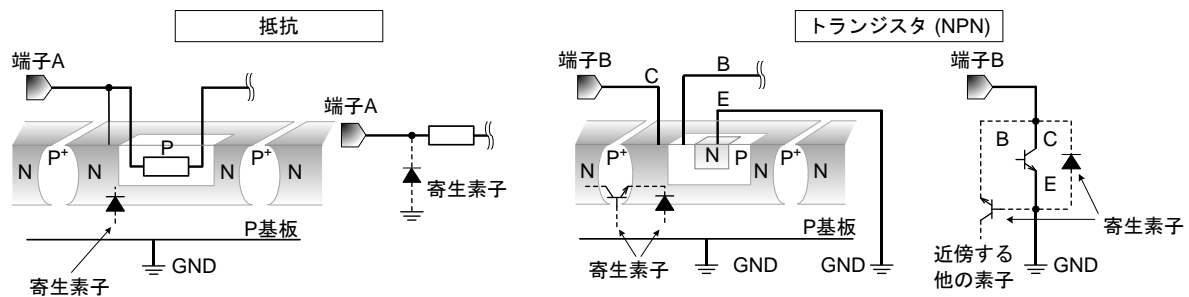 抵抗
トランジスタ (NPN)
端子A
端子A
N
P+
N
P
N
P+
N
寄生素子
P基板
寄生素子
GND
端子B
C
B
E
N
P+
N
N
P
N
P+
N
P基板
寄生素子
GND
GND
端子B
B
C
E
寄生素子
近傍する
他の素子
GND